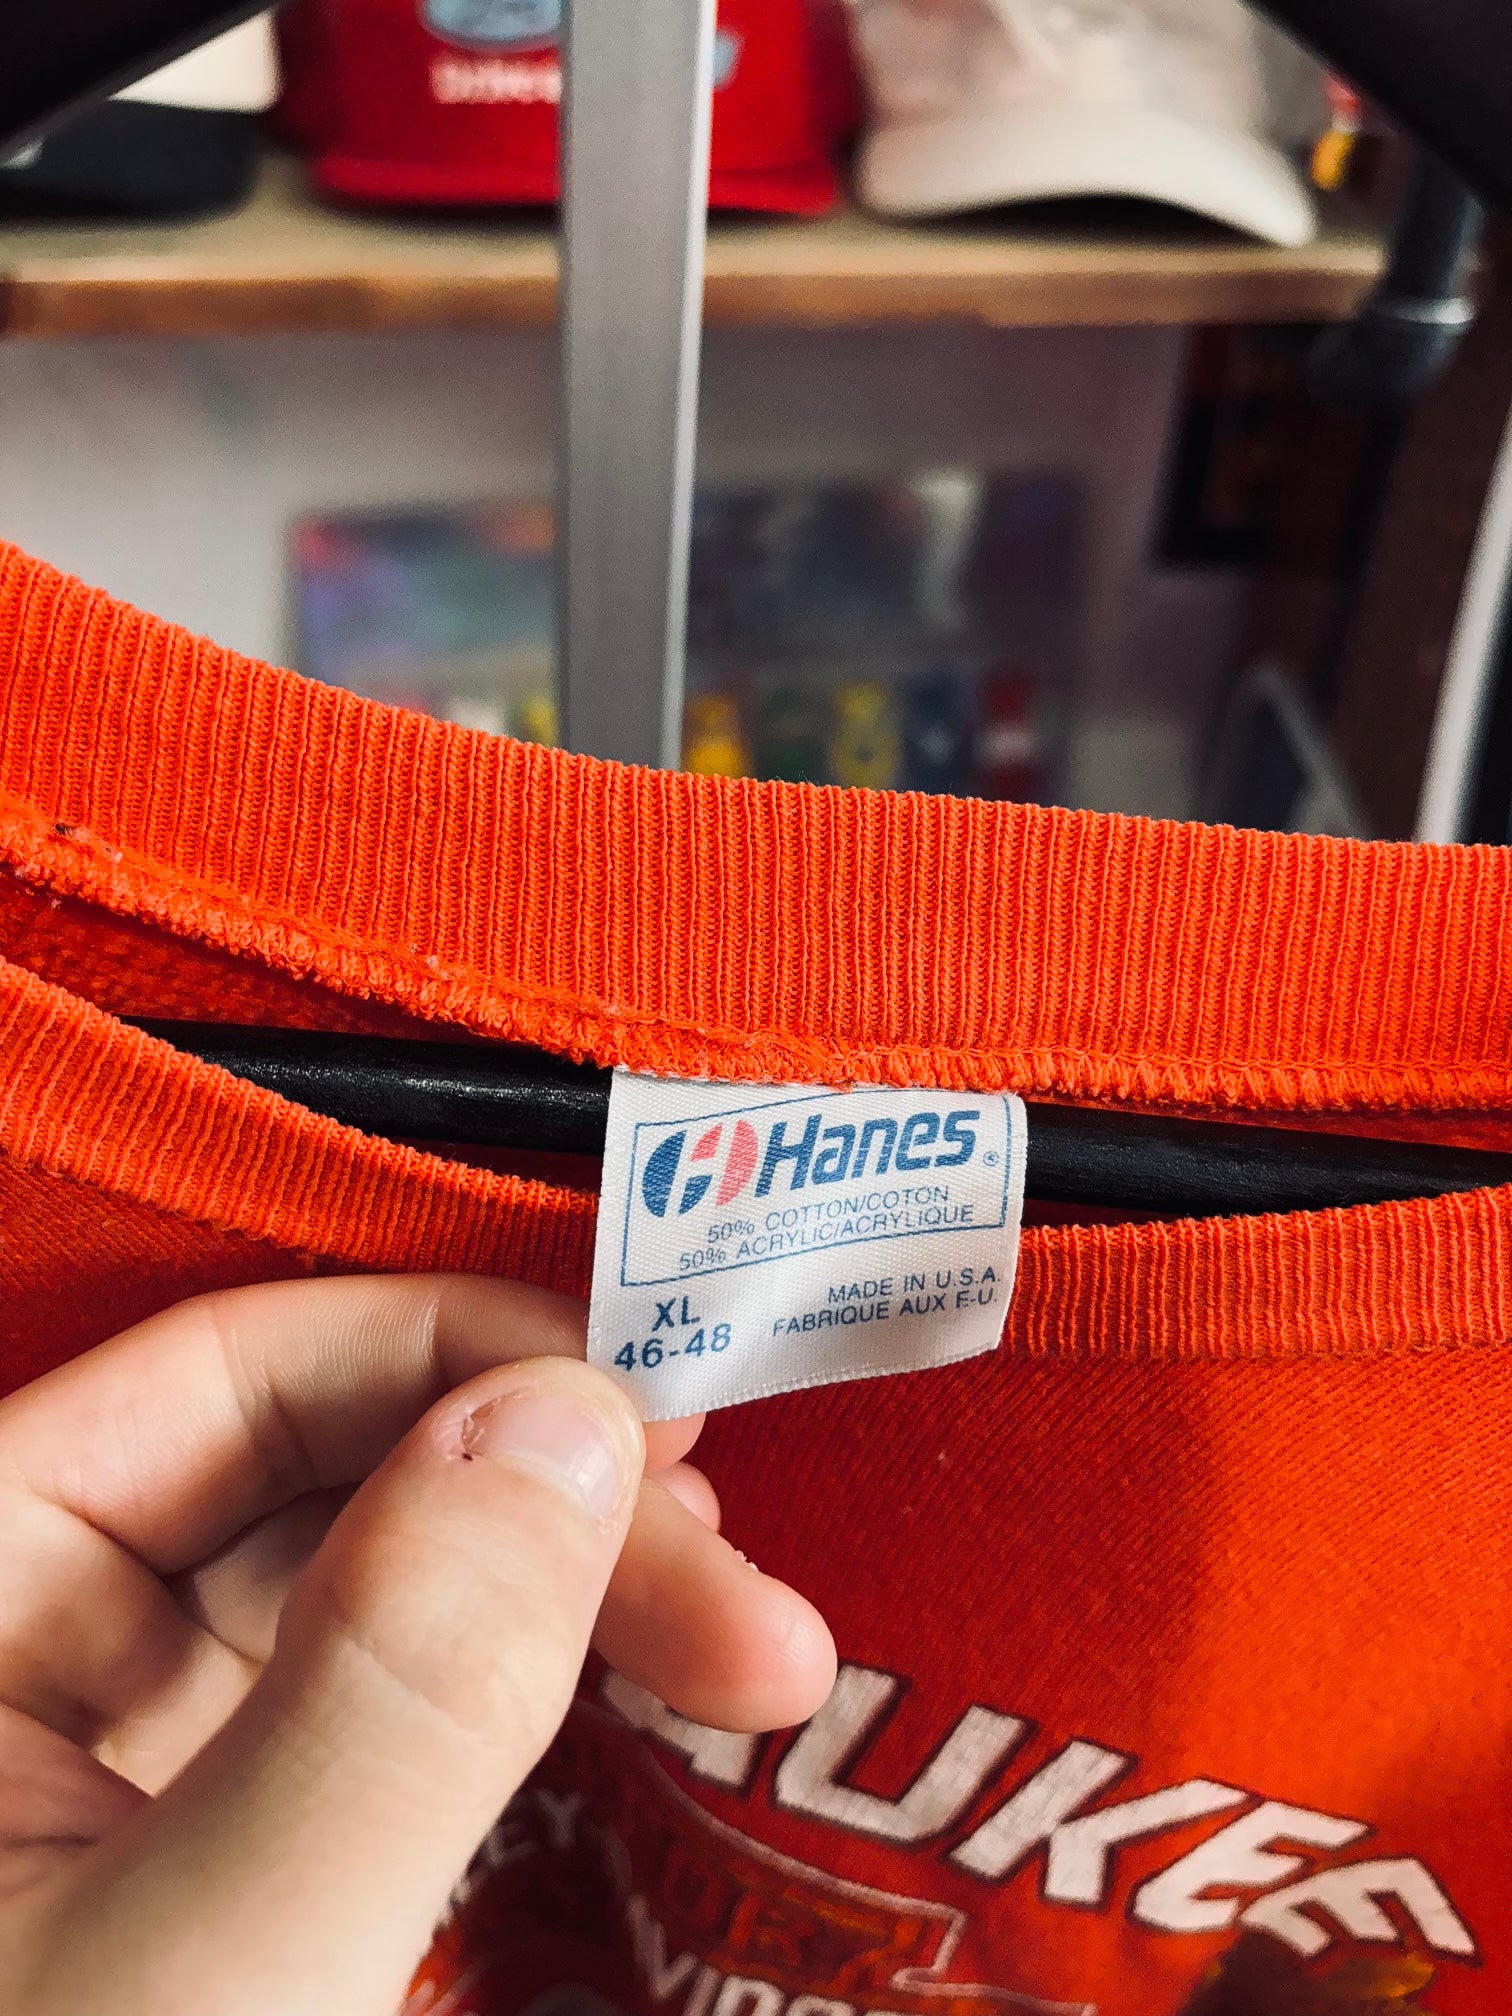 Hanes®
50% COTTON/COTON
50% ACRYLIC/ACRYLIQUE
XL
46-48
MADE IN U.S.A.
FABRIQUE AUX E.-U.
AUKEE